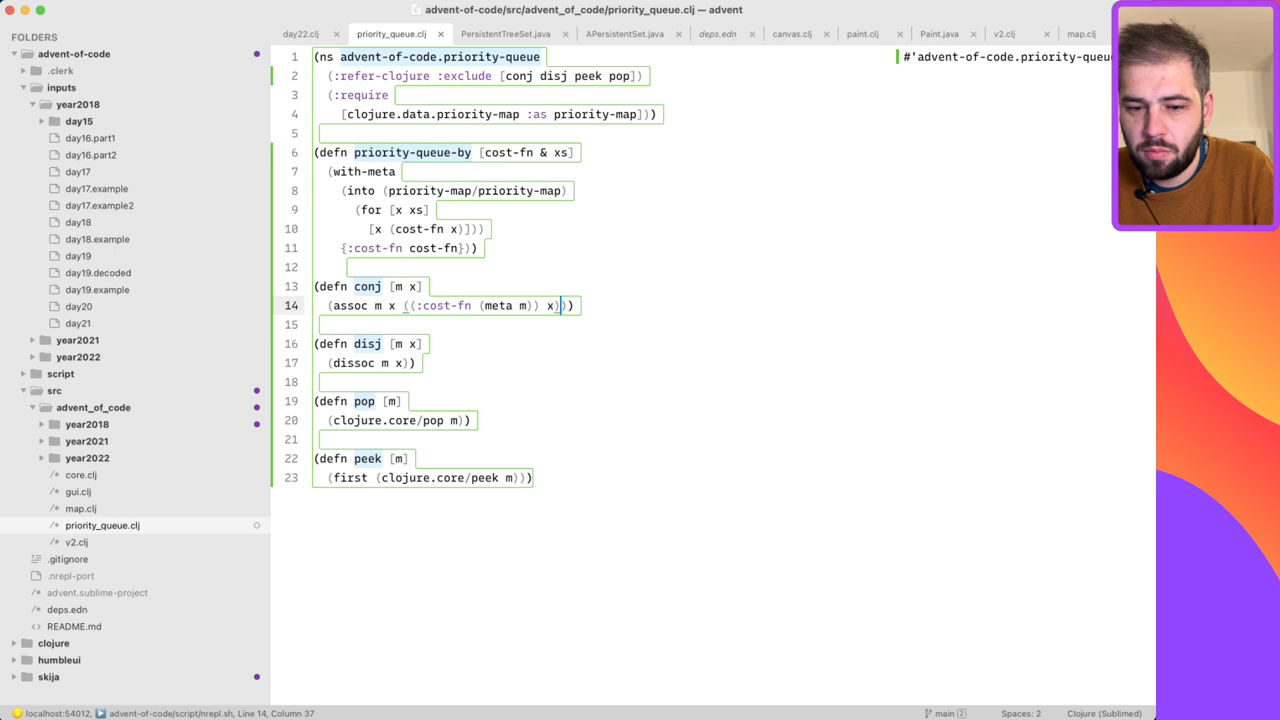 advent-of-code/src/advent_of_code/priority_queue.clj — advent
FOLDERS
advent-of-code
.clerk
inputs
year2018
day15
day16.part1
day16.part2
day17
day17.example
day17.example2
day18
day18.example
day19
day19.decoded
day19.example
day20
day21
year2021
year2022
script
src
advent_of_code
year2018
year2021
year2022
/* core.clj
/* gui.clj
/* map.clj
/* priority_queue.clj
/* v2.clj
.gitignore
.nrepl-port
advent.sublime-project
/* deps.edn
README.md
clojure
humbleui
skija
day22.clj × priority_queue.clj × PersistentTreeSet.java × APersistentSet.java × deps.edn × canvas.clj × paint.clj × Paint.java × v2.clj × map.clj
1 (ns advent-of-code.priority-queue
2 (:refer-clojure :exclude [conj disj peek pop])
3 (:require
4 [clojure.data.priority-map :as priority-map]))
5
6 (defn priority-queue-by [cost-fn & xs]
7 (with-meta
8 (into (priority-map/priority-map)
9 (for [x xs]
10 [x (cost-fn x)]))
11 {:cost-fn cost-fn}))
12
13 (defn conj [m x]
14 (assoc m x ((:cost-fn (meta m)) x)))
15
16 (defn disj [m x]
17 (dissoc m x))
18
19 (defn pop [m]
20 (clojure.core/pop m))
21
22 (defn peek [m]
23 (first (clojure.core/peek m)))
#'advent-of-code.priority-queue
localhost:54012, advent-of-code/script/nrepl.sh, Line 14, Column 37
main 2 Spaces: 2 Clojure (Sublimed)